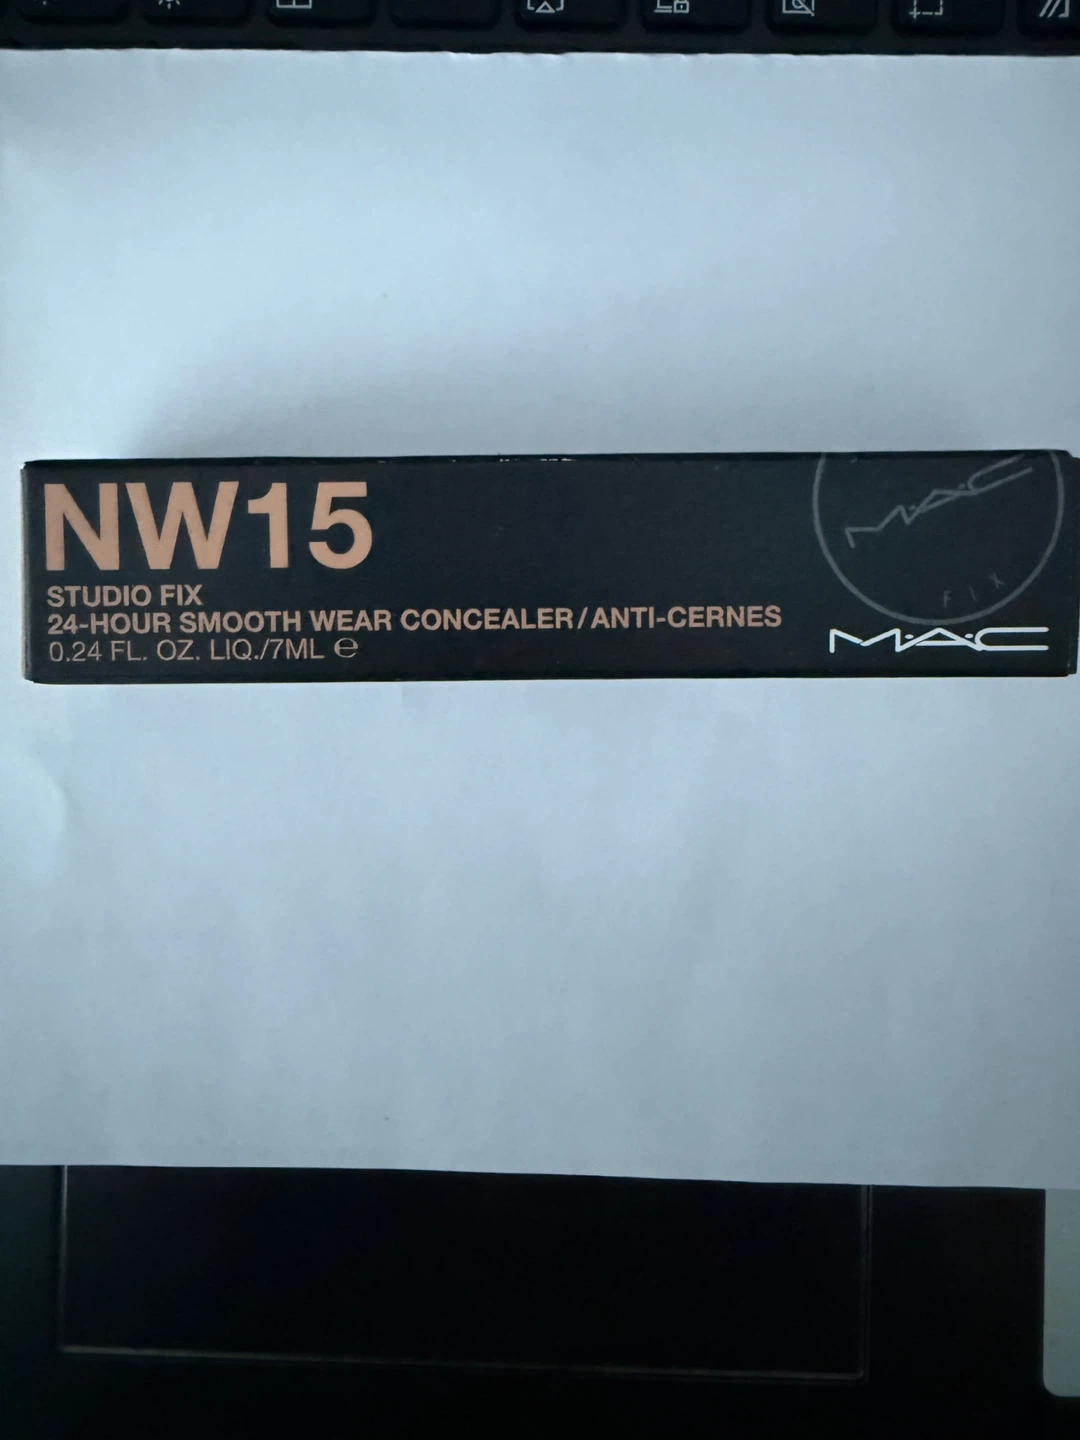 NW15
STUDIO FIX
24-HOUR SMOOTH WEAR CONCEALER/ANTI-CERNES
0.24 FL. OZ. LIQ./7ML ℮
M·A·C
FIX
M·A·C